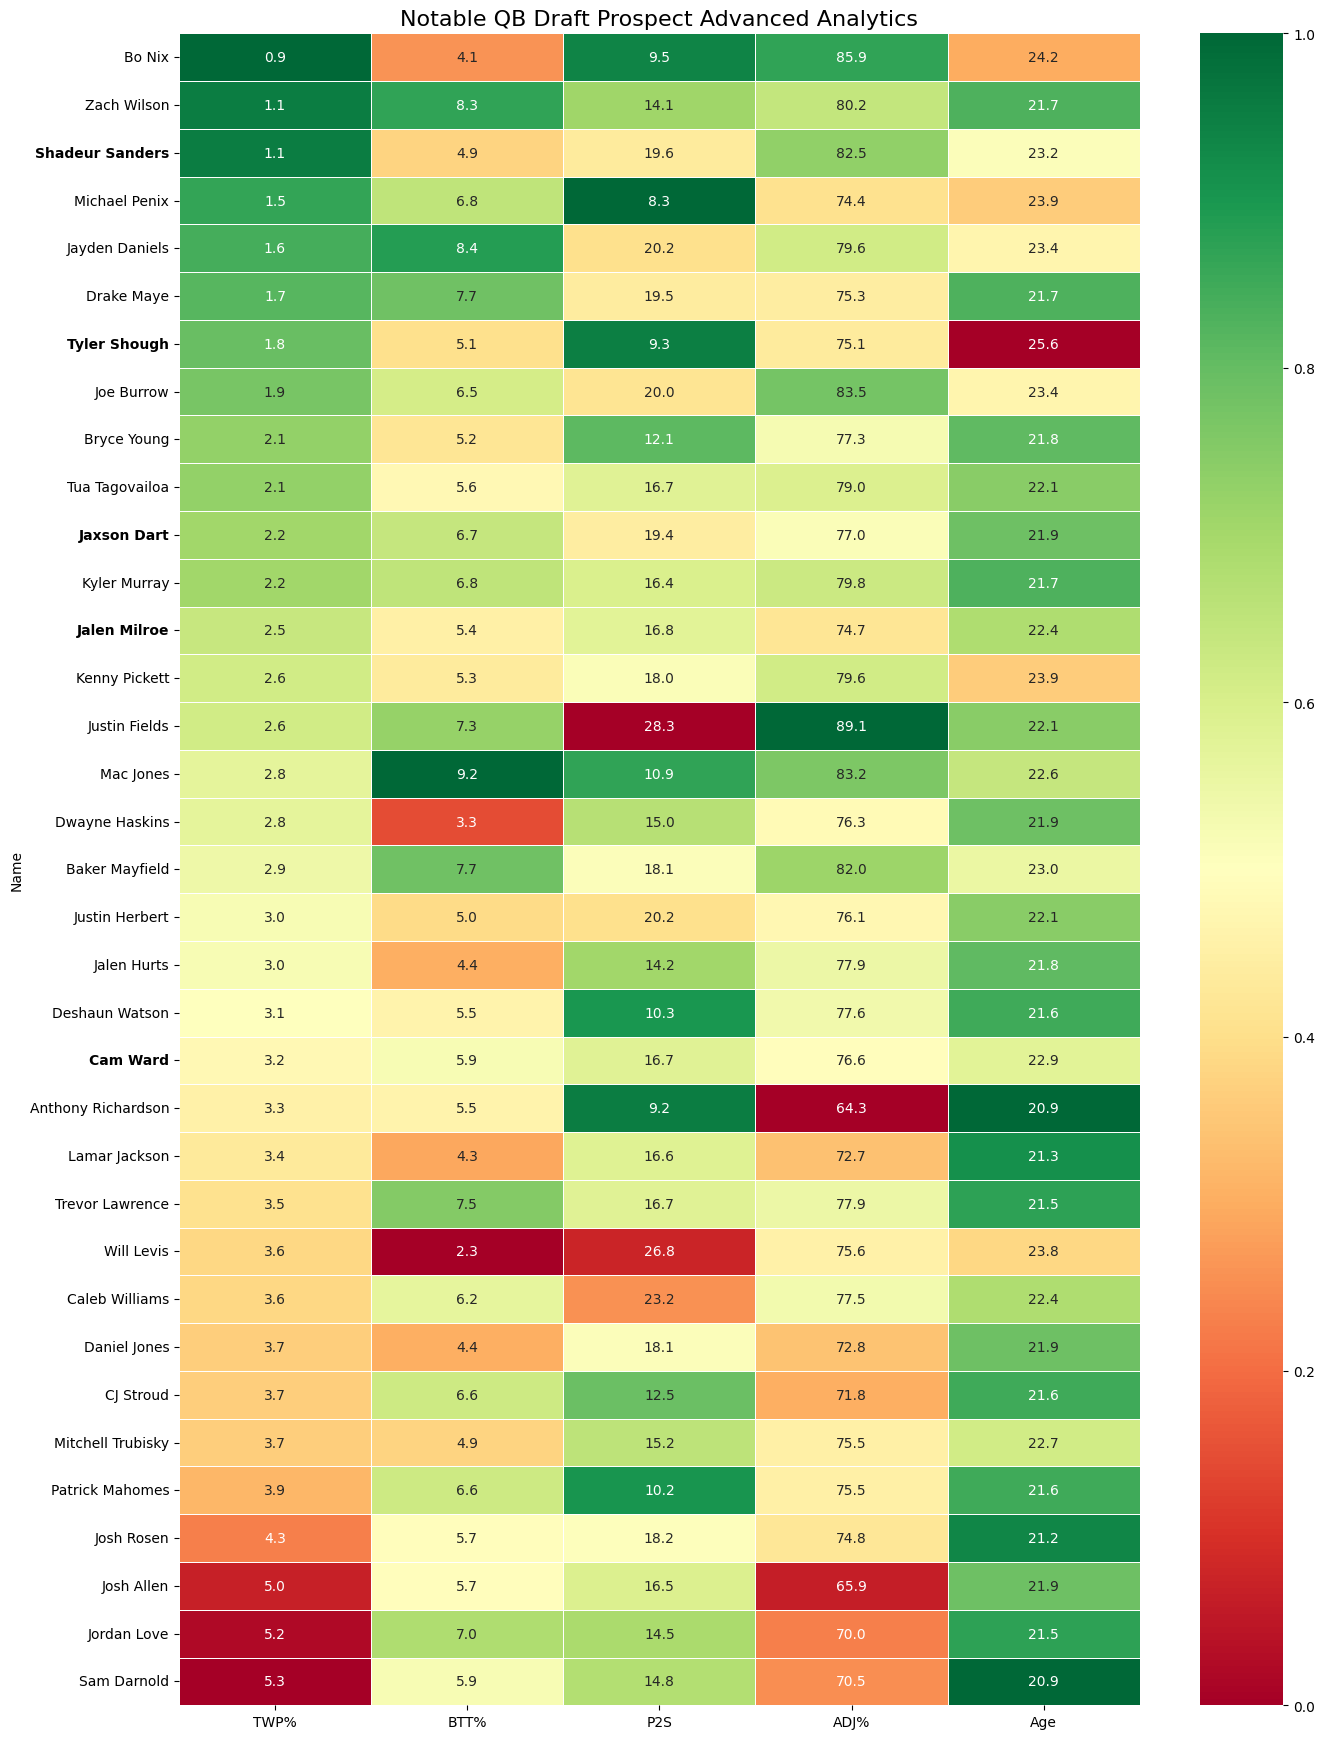 Notable QB Draft Prospect Advanced Analytics
Name
Bo Nix 0.9 4.1 9.5 85.9 24.2
Zach Wilson 1.1 8.3 14.1 80.2 21.7
Shadeur Sanders 1.1 4.9 19.6 82.5 23.2
Michael Penix 1.5 6.8 8.3 74.4 23.9
Jayden Daniels 1.6 8.4 20.2 79.6 23.4
Drake Maye 1.7 7.7 19.5 75.3 21.7
Tyler Shough 1.8 5.1 9.3 75.1 25.6
Joe Burrow 1.9 6.5 20.0 83.5 23.4
Bryce Young 2.1 5.2 12.1 77.3 21.8
Tua Tagovailoa 2.1 5.6 16.7 79.0 22.1
Jaxson Dart 2.2 6.7 19.4 77.0 21.9
Kyler Murray 2.2 6.8 16.4 79.8 21.7
Jalen Milroe 2.5 5.4 16.8 74.7 22.4
Kenny Pickett 2.6 5.3 18.0 79.6 23.9
Justin Fields 2.6 7.3 28.3 89.1 22.1
Mac Jones 2.8 9.2 10.9 83.2 22.6
Dwayne Haskins 2.8 3.3 15.0 76.3 21.9
Baker Mayfield 2.9 7.7 18.1 82.0 23.0
Justin Herbert 3.0 5.0 20.2 76.1 22.1
Jalen Hurts 3.0 4.4 14.2 77.9 21.8
Deshaun Watson 3.1 5.5 10.3 77.6 21.6
Cam Ward 3.2 5.9 16.7 76.6 22.9
Anthony Richardson 3.3 5.5 9.2 64.3 20.9
Lamar Jackson 3.4 4.3 16.6 72.7 21.3
Trevor Lawrence 3.5 7.5 16.7 77.9 21.5
Will Levis 3.6 2.3 26.8 75.6 23.8
Caleb Williams 3.6 6.2 23.2 77.5 22.4
Daniel Jones 3.7 4.4 18.1 72.8 21.9
CJ Stroud 3.7 6.6 12.5 71.8 21.6
Mitchell Trubisky 3.7 4.9 15.2 75.5 22.7
Patrick Mahomes 3.9 6.6 10.2 75.5 21.6
Josh Rosen 4.3 5.7 18.2 74.8 21.2
Josh Allen 5.0 5.7 16.5 65.9 21.9
Jordan Love 5.2 7.0 14.5 70.0 21.5
Sam Darnold 5.3 5.9 14.8 70.5 20.9
TWP% BTT% P2S ADJ% Age
1.0
0.8
0.6
0.4
0.2
0.0